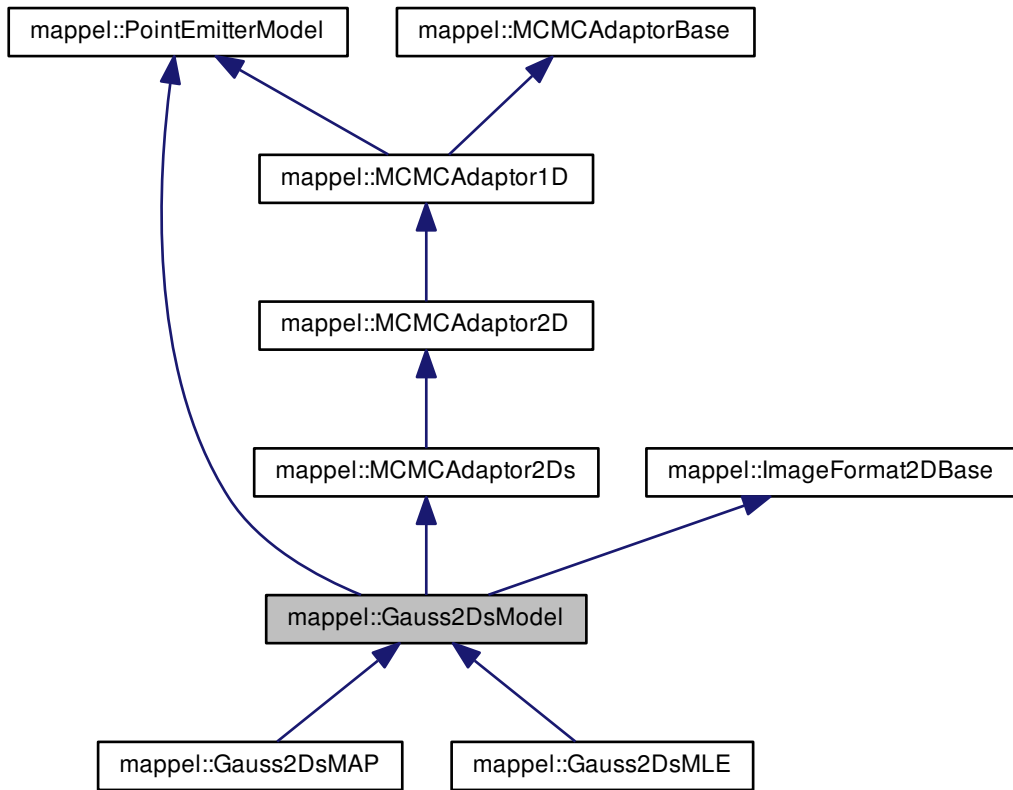 mappel::PointEmitterModel
mappel::MCMCAdaptorBase
mappel::MCMCAdaptor1D
mappel::MCMCAdaptor2D
mappel::MCMCAdaptor2Ds
mappel::ImageFormat2DBase
mappel::Gauss2DsModel
mappel::Gauss2DsMAP
mappel::Gauss2DsMLE